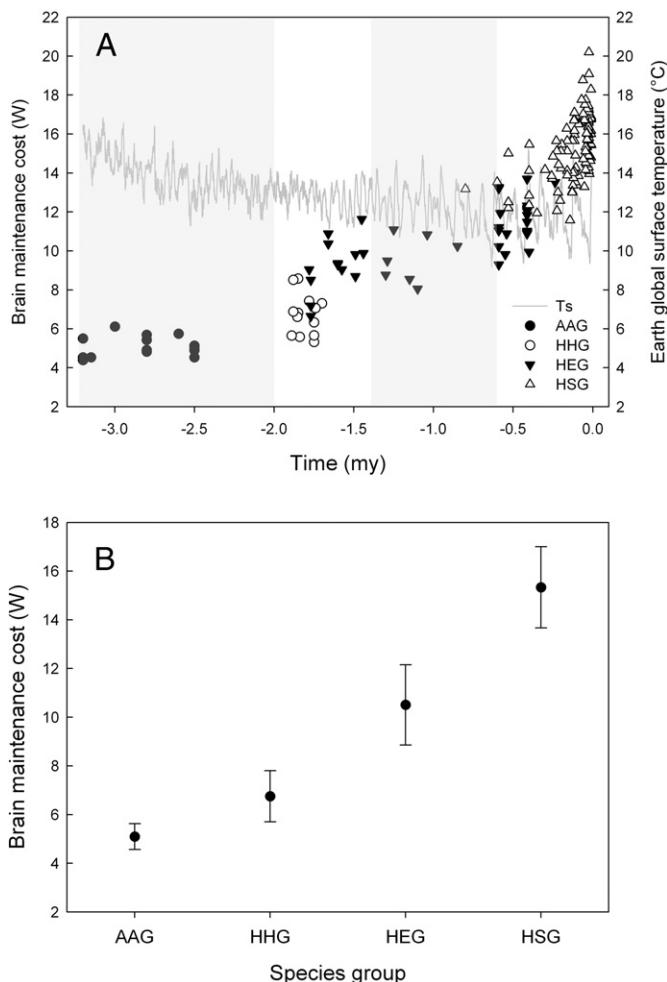 A
Brain maintenance cost (W)
Earth global surface temperature (°C)
22 22
20 20
18 18
16 16
14 14
12 12
10 10
8 8
6 6
4 4
2 2
Ts
AAG
HHG
HEG
HSG
-3.0 -2.5 -2.0 -1.5 -1.0 -0.5 0.0
Time (my)
B
Brain maintenance cost (W)
18
16
14
12
10
8
6
4
2
AAG HHG HEG HSG
Species group